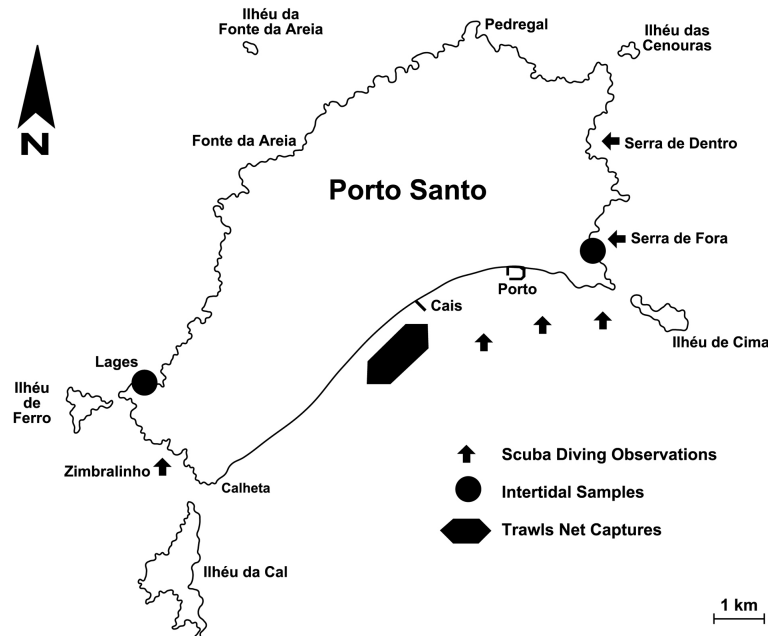 Ilhéu da
Fonte da Areia
Pedregal
Ilhéu das
Cenouras
N
Fonte da Areia
Serra de Dentro
Porto Santo
Serra de Fora
Porto
Cais
Ilhéu de Cima
Lages
Ilhéu
de
Ferro
Zimbralinho
Calheta
Scuba Diving Observations
Intertidal Samples
Trawls Net Captures
Ilhéu da Cal
1 km